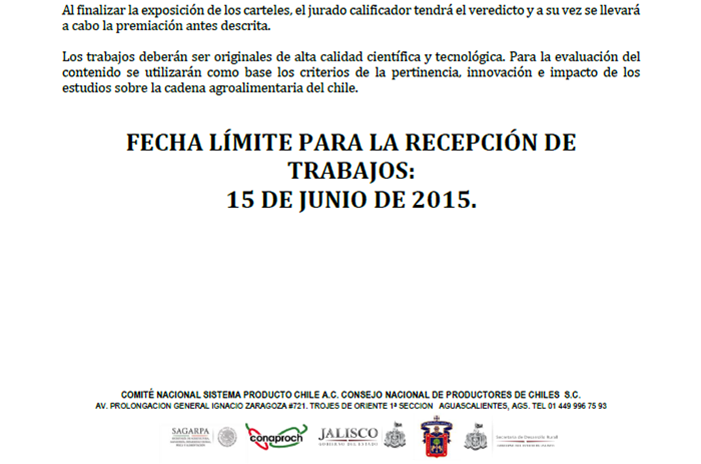 Al finalizar la exposición de los carteles, el jurado calificador tendrá el veredicto y a su vez se llevará
a cabo la premiación antes descrita.
Los trabajos deberán ser originales de alta calidad científica y tecnológica. Para la evaluación del
contenido se utilizarán como base los criterios de la pertinencia, innovación e impacto de los
estudios sobre la cadena agroalimentaria del chile.
FECHA LÍMITE PARA LA RECEPCIÓN DE
TRABAJOS:
15 DE JUNIO DE 2015.
COMITÉ NACIONAL SISTEMA PRODUCTO CHILE A.C. CONSEJO NACIONAL DE PRODUCTORES DE CHILES S.C.
AV. PROLONGACION GENERAL IGNACIO ZARAGOZA #721. TROJES DE ORIENTE 1ª SECCION AGUASCALIENTES, AGS. TEL 01 449 996 75 93
SAGARPA
conaproch
JALISCO
GOBIERNO DEL ESTADO
Secretaría de Desarrollo Rural